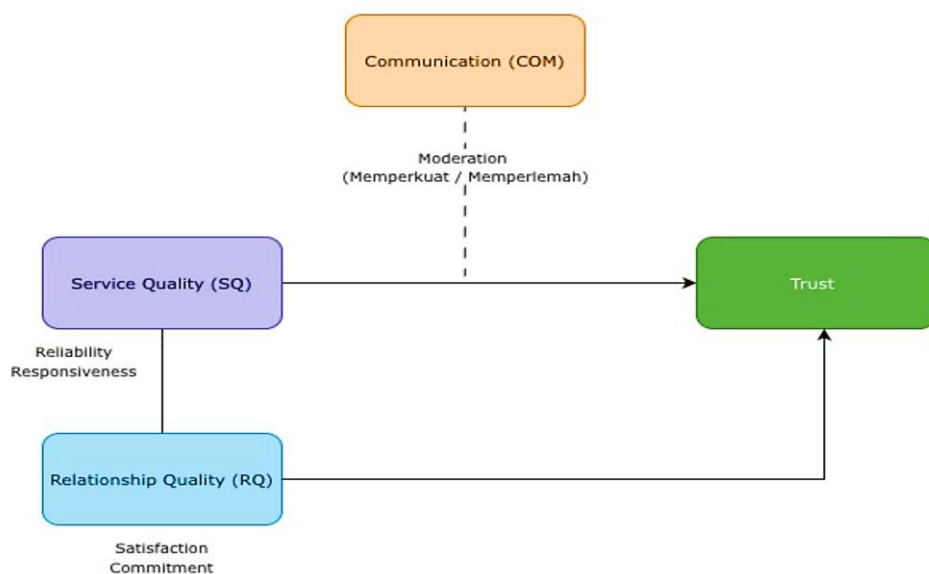 Communication (COM)
Moderation
(Memperkuat / Memperlemah)
Service Quality (SQ)
Trust
Reliability
Responsiveness
Relationship Quality (RQ)
Satisfaction
Commitment